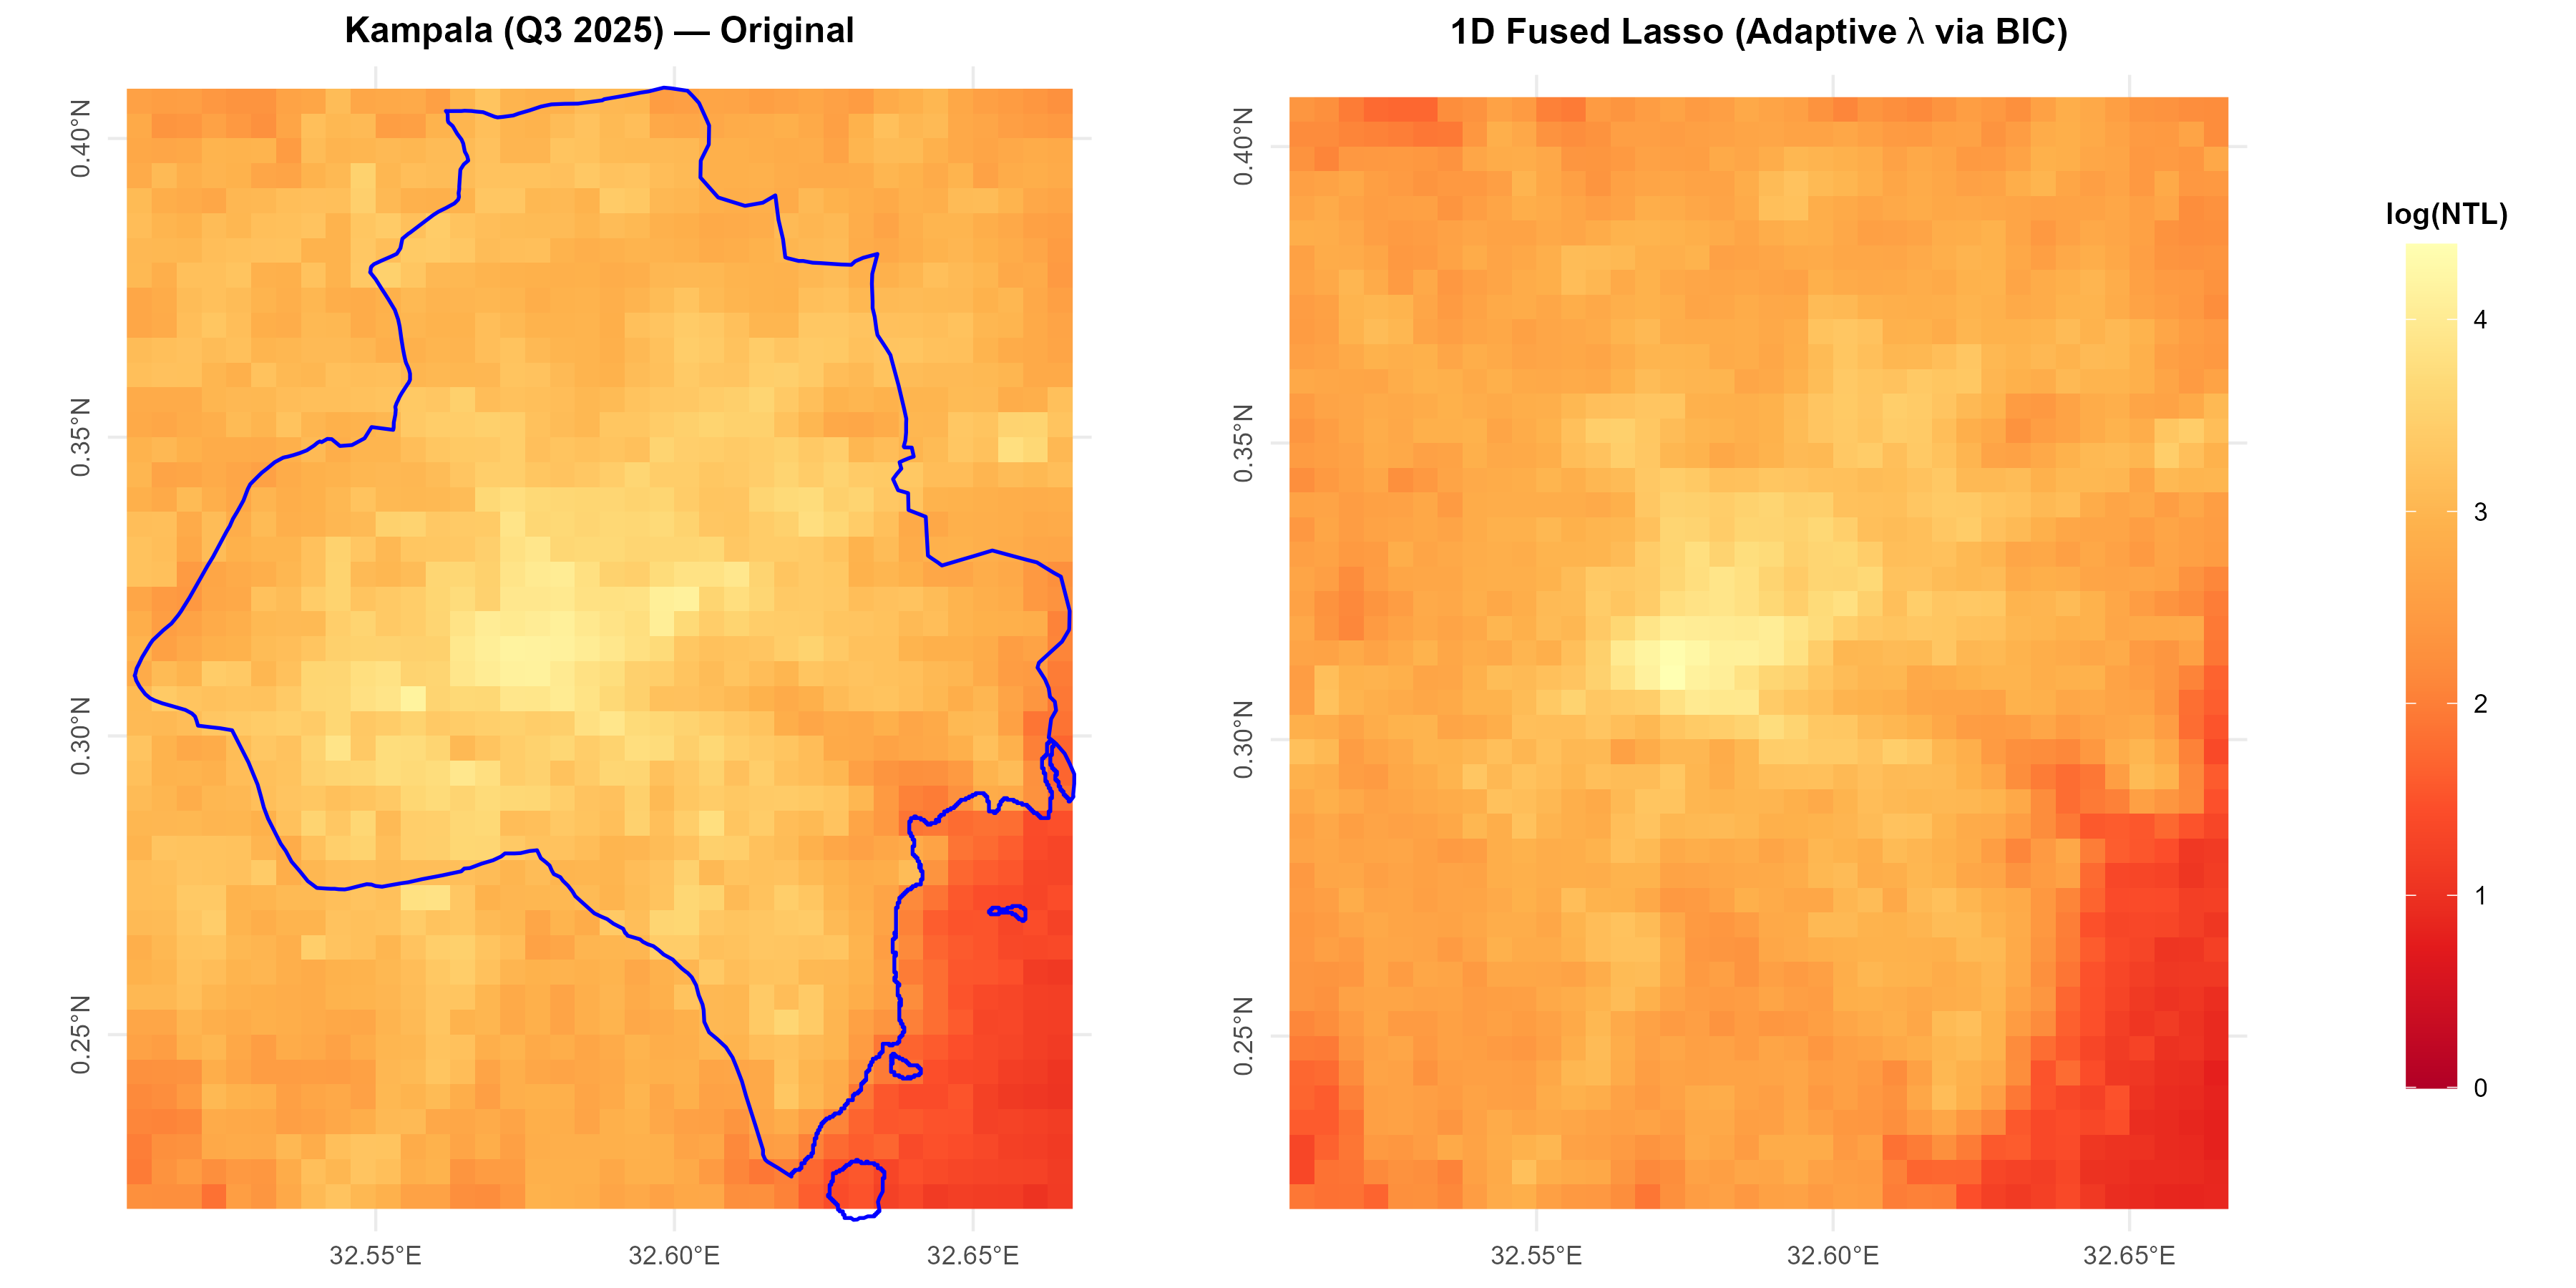 Kampala (Q3 2025) — Original
0.40°N
0.35°N
0.30°N
0.25°N
32.55°E
32.60°E
32.65°E
1D Fused Lasso (Adaptive λ via BIC)
0.40°N
0.35°N
0.30°N
0.25°N
32.55°E
32.60°E
32.65°E
log(NTL)
4
3
2
1
0